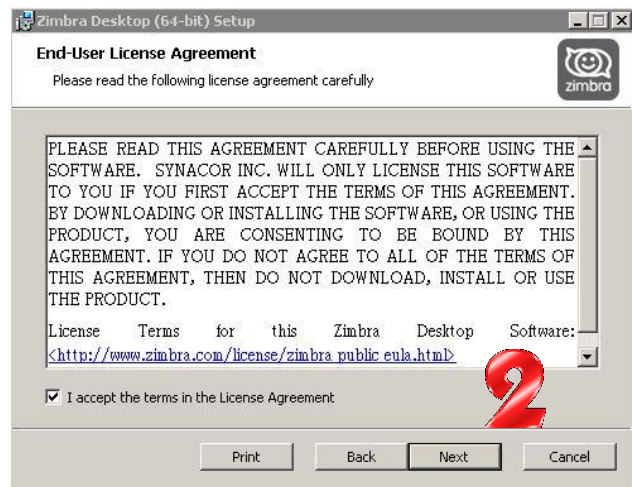 Zimbra Desktop (64-bit) Setup
End-User License Agreement
Please read the following license agreement carefully
zimbra
PLEASE READ THIS AGREEMENT CAREFULLY BEFORE USING THE
SOFTWARE. SYNACOR INC. WILL ONLY LICENSE THIS SOFTWARE
TO YOU IF YOU FIRST ACCEPT THE TERMS OF THIS AGREEMENT.
BY DOWNLOADING OR INSTALLING THE SOFTWARE, OR USING THE
PRODUCT, YOU ARE CONSENTING TO BE BOUND BY THIS
AGREEMENT. IF YOU DO NOT AGREE TO ALL OF THE TERMS OF
THIS AGREEMENT, THEN DO NOT DOWNLOAD, INSTALL OR USE
THE PRODUCT.
License Terms for this Zimbra Desktop Software:
<http://www.zimbra.com/license/zimbra_public_eula.html>
I accept the terms in the License Agreement
2
Print Back Next Cancel